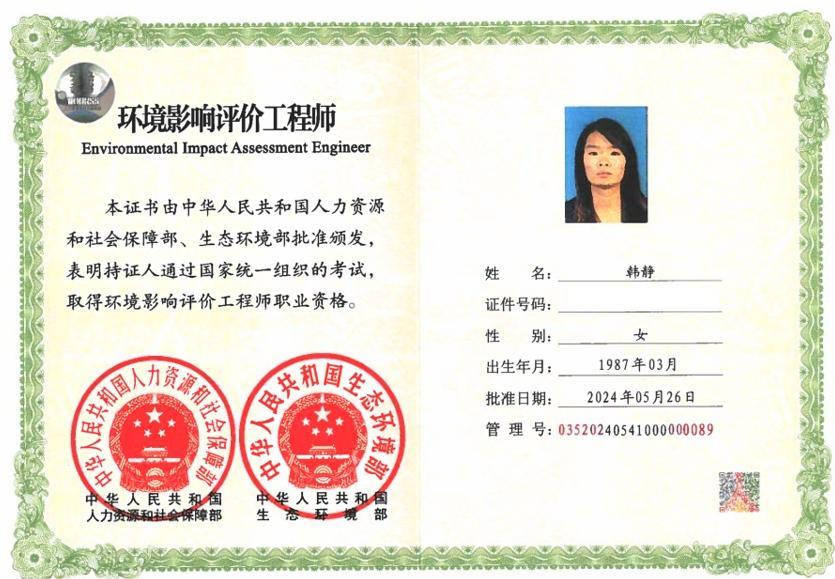 环境影响评价工程师
Environmental Impact Assessment Engineer
本证书由中华人民共和国人力资源
和社会保障部、生态环境部批准颁发，
表明持证人通过国家统一组织的考试，
取得环境影响评价工程师职业资格。
中华人民共和国人力资源和社会保障部
中华人民共和国
人力资源和社会保障部
中华人民共和国生态环境部
中华人民共和国
生态环境部
姓名：韩静
证件号码：
性别：女
出生年月：1987年03月
批准日期：2024年05月26日
管理号：03520240541000000089